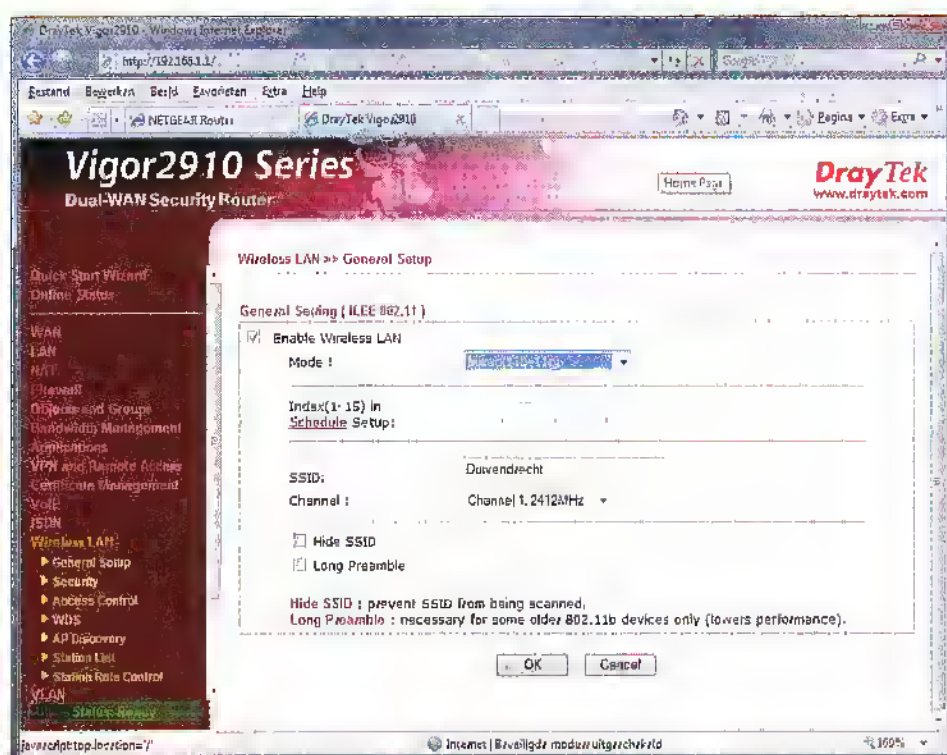 DrayTek Vigor2910 - Windows Internet Explorer
http://192.168.1.1/
Google
Bestand Bewerken Beeld Favorieten Extra Help
NETGEAR Router
DrayTek Vigor2910
Pagina
Extra
Vigor2910 Series
Dual-WAN Security Router
Home Page
DrayTek
www.draytek.com
Quick Start Wizard
Online Status
WAN
LAN
NAT
Firewall
Objects and Groups
Bandwidth Management
Applications
VPN and Remote Access
Certificate Management
VoIP
ISDN
Wireless LAN
General Setup
Security
Access Control
WDS
AP Discovery
Station List
Station Rate Control
VLAN
Wireless LAN >> General Setup
General Setting ( IEEE 802.11 )
Enable Wireless LAN
Mode :
Index(1-15) in
Schedule Setup:
SSID:
Duivendrecht
Channel :
Channel 1, 2412MHz
Hide SSID
Long Preamble
Hide SSID : prevent SSID from being scanned.
Long Preamble : necessary for some older 802.11b devices only (lowers performance).
OK
Cancel
javascript:top.location='/'
Internet | Beveiligde modus: uitgeschakeld